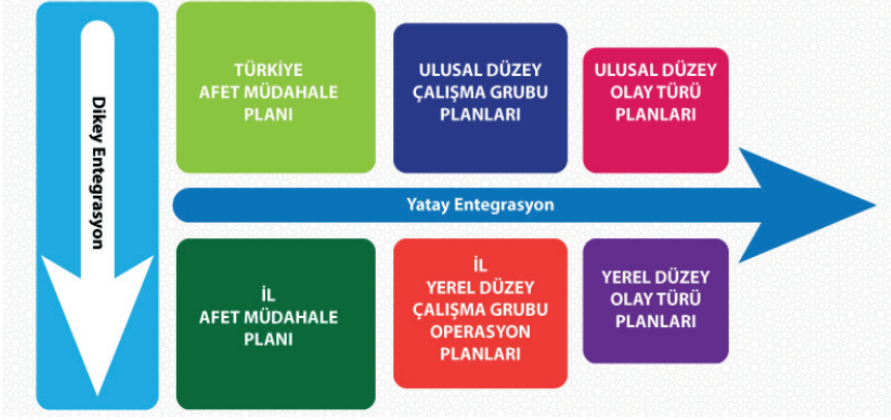 Dikey Entegrasyon
TÜRKİYE
AFET MÜDAHALE
PLANI
ULUSAL DÜZEY
ÇALIŞMA GRUBU
PLANLARI
ULUSAL DÜZEY
OLAY TÜRÜ
PLANLARI
Yatay Entegrasyon
İL
AFET MÜDAHALE
PLANI
İL
YEREL DÜZEY
ÇALIŞMA GRUBU
OPERASYON
PLANLARI
YEREL DÜZEY
OLAY TÜRÜ
PLANLARI